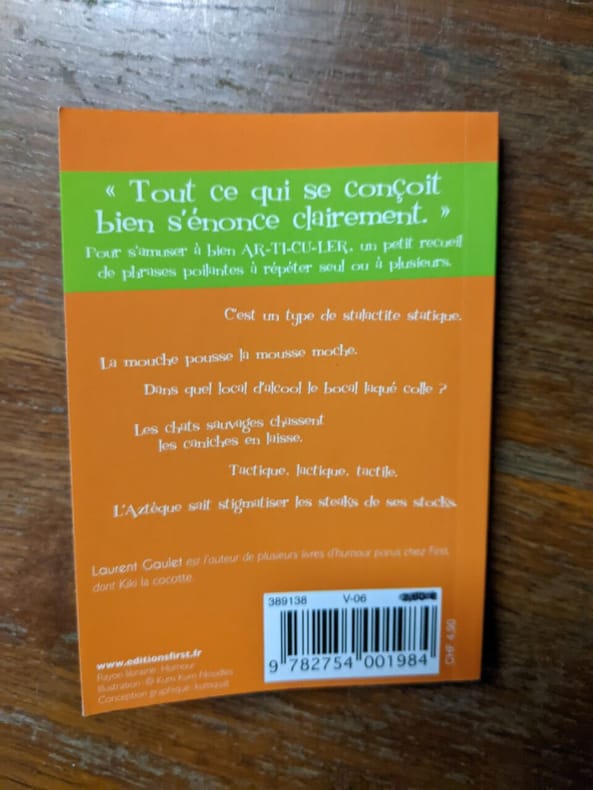 « Tout ce qui se conçoit
bien s'énonce clairement. »
Pour s'amuser à bien AR-TI-CU-LER, un petit recueil
de phrases poilantes à répéter seul ou à plusieurs.
C'est un type de stalactite statique.
La mouche pousse la mousse moche.
Dans quel local d'alcool le bocal laqué colle ?
Les chats sauvages chassent
les caniches en laisse.
Tactique, lactique, tactile.
L'Aztèque sait stigmatiser les steaks de ses stocks.
Laurent Gaulet est l'auteur de plusieurs livres d'humour parus chez First,
dont Kiki la cocotte.
389138 V-06
9 782754 001984
CHF 4,90
www.editionsfirst.fr
Rayon librairie : Humour
Illustration : © Kum Kum Noodles
Conception graphique : kumquat